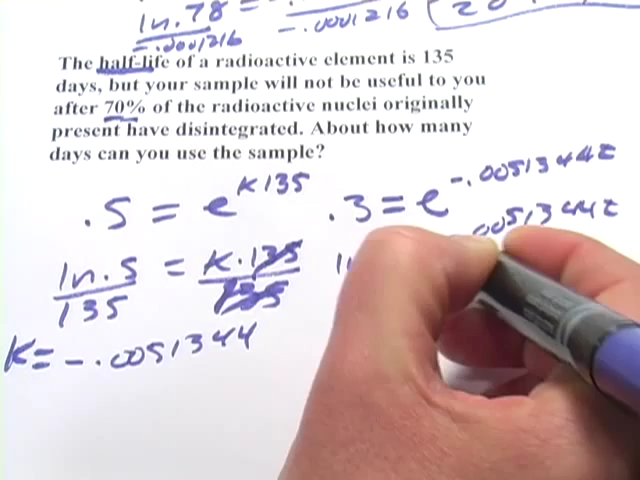 ln.78 =
-.0001216 -.0001216
The half-life of a radioactive element is 135
days, but your sample will not be useful to you
after 70% of the radioactive nuclei originally
present have disintegrated. About how many
days can you use the sample?
.5 = e^K135 .3 = e^-.0051344t
ln.5 = K.135 .0051344t
135 135
K = -.0051344